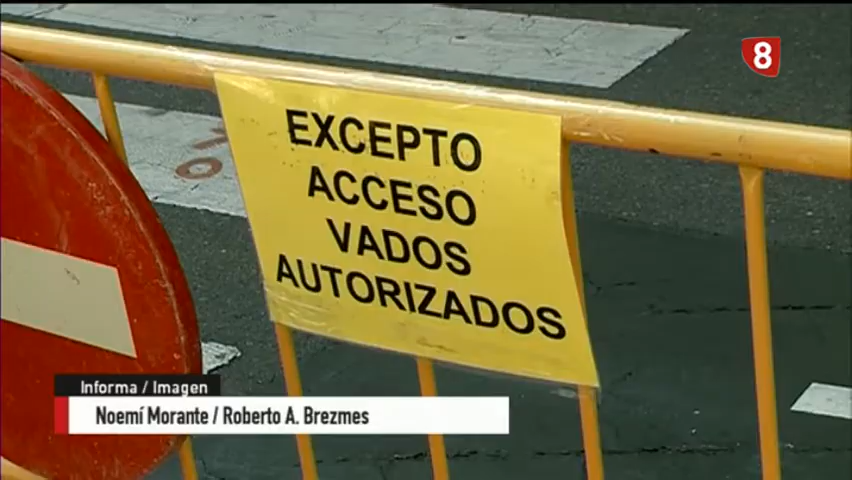 8
EXCEPTO
ACCESO
VADOS
AUTORIZADOS
Informa / Imagen
Noemí Morante / Roberto A. Brezmes